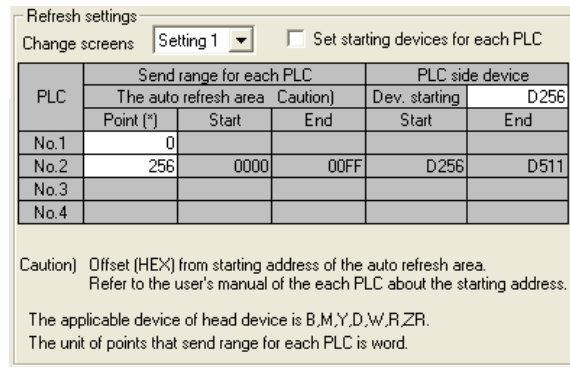 Refresh settings
Change screens Setting 1 Set starting devices for each PLC
PLC Send range for each PLC PLC side device
The auto refresh area Caution) Dev. starting D256
Point (*) Start End Start End
No.1 0
No.2 256 0000 00FF D256 D511
No.3
No.4
Caution) Offset (HEX) from starting address of the auto refresh area.
Refer to the user's manual of the each PLC about the starting address.
The applicable device of head device is B,M,Y,D,W,R,ZR.
The unit of points that send range for each PLC is word.